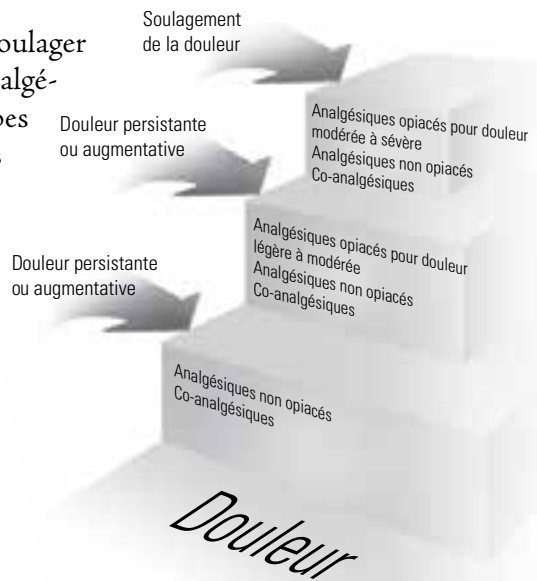 Soulagement
de la douleur
oulager
algé-
Douleur persistante
ou augmentative
Analgésiques opiacés pour douleur
modérée à sévère
Analgésiques non opiacés
Co-analgésiques
Douleur persistante
ou augmentative
Analgésiques opiacés pour douleur
légère à modérée
Analgésiques non opiacés
Co-analgésiques
Analgésiques non opiacés
Co-analgésiques
Douleur